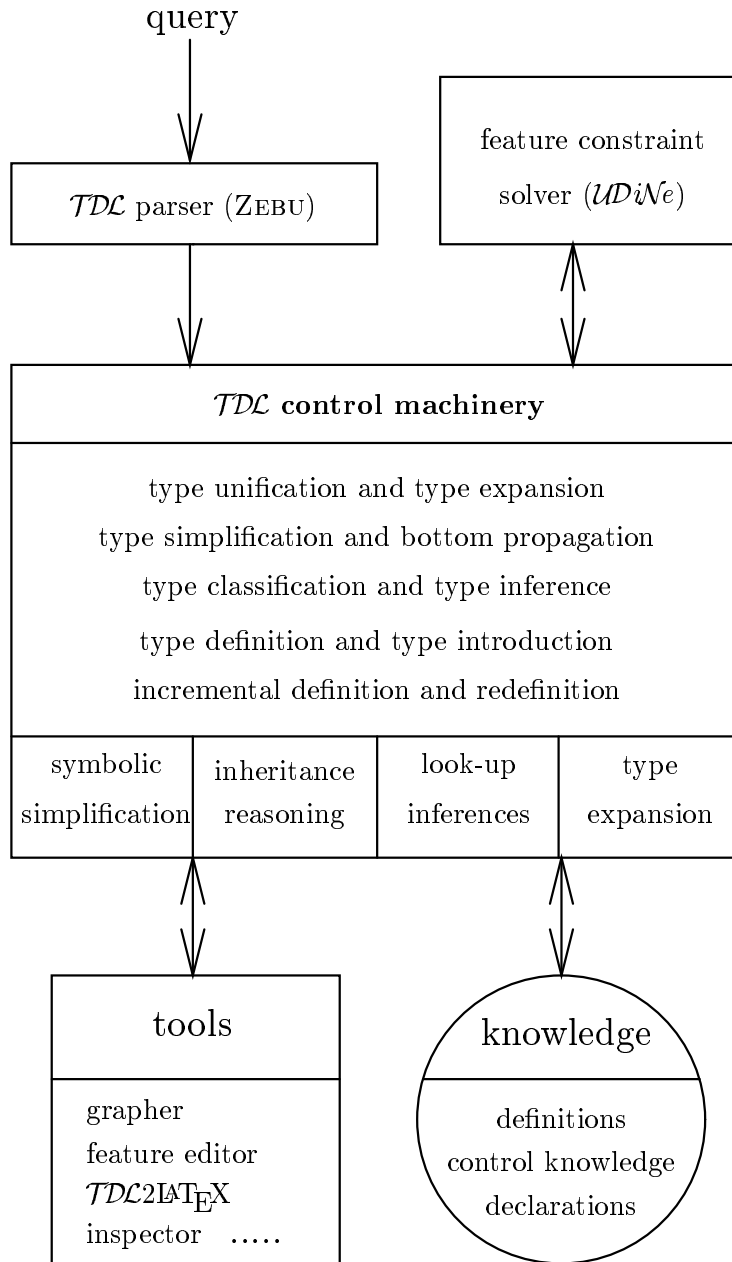 query
feature constraint
solver (UDiNe)
TDL parser (ZEBU)
TDL control machinery
type unification and type expansion
type simplification and bottom propagation
type classification and type inference
type definition and type introduction
incremental definition and redefinition
symbolic
simplification
inheritance
reasoning
look-up
inferences
type
expansion
tools
grapher
feature editor
TDL2LATEX
inspector .....
knowledge
definitions
control knowledge
declarations